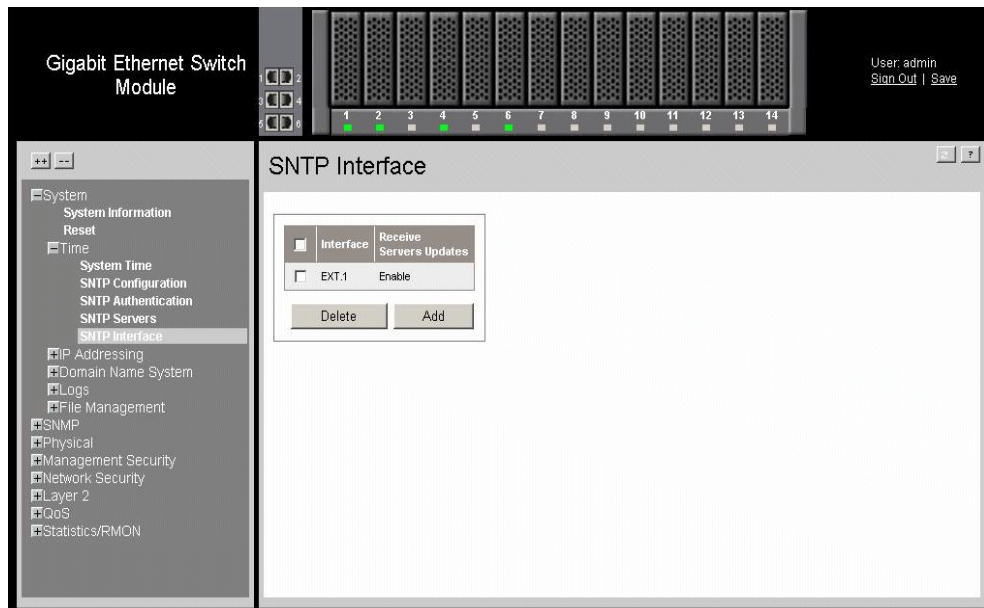 Gigabit Ethernet Switch
Module
1 2
3 4
5 6
1 2 3 4 5 6 7 8 9 10 11 12 13 14
User: admin
Sign Out | Save
++ --
System
System Information
Reset
Time
System Time
SNTP Configuration
SNTP Authentication
SNTP Servers
SNTP Interface
IP Addressing
Domain Name System
Logs
File Management
SNMP
Physical
Management Security
Network Security
Layer 2
QoS
Statistics/RMON
SNTP Interface
?
Interface Receive
Servers Updates
EXT.1 Enable
Delete Add